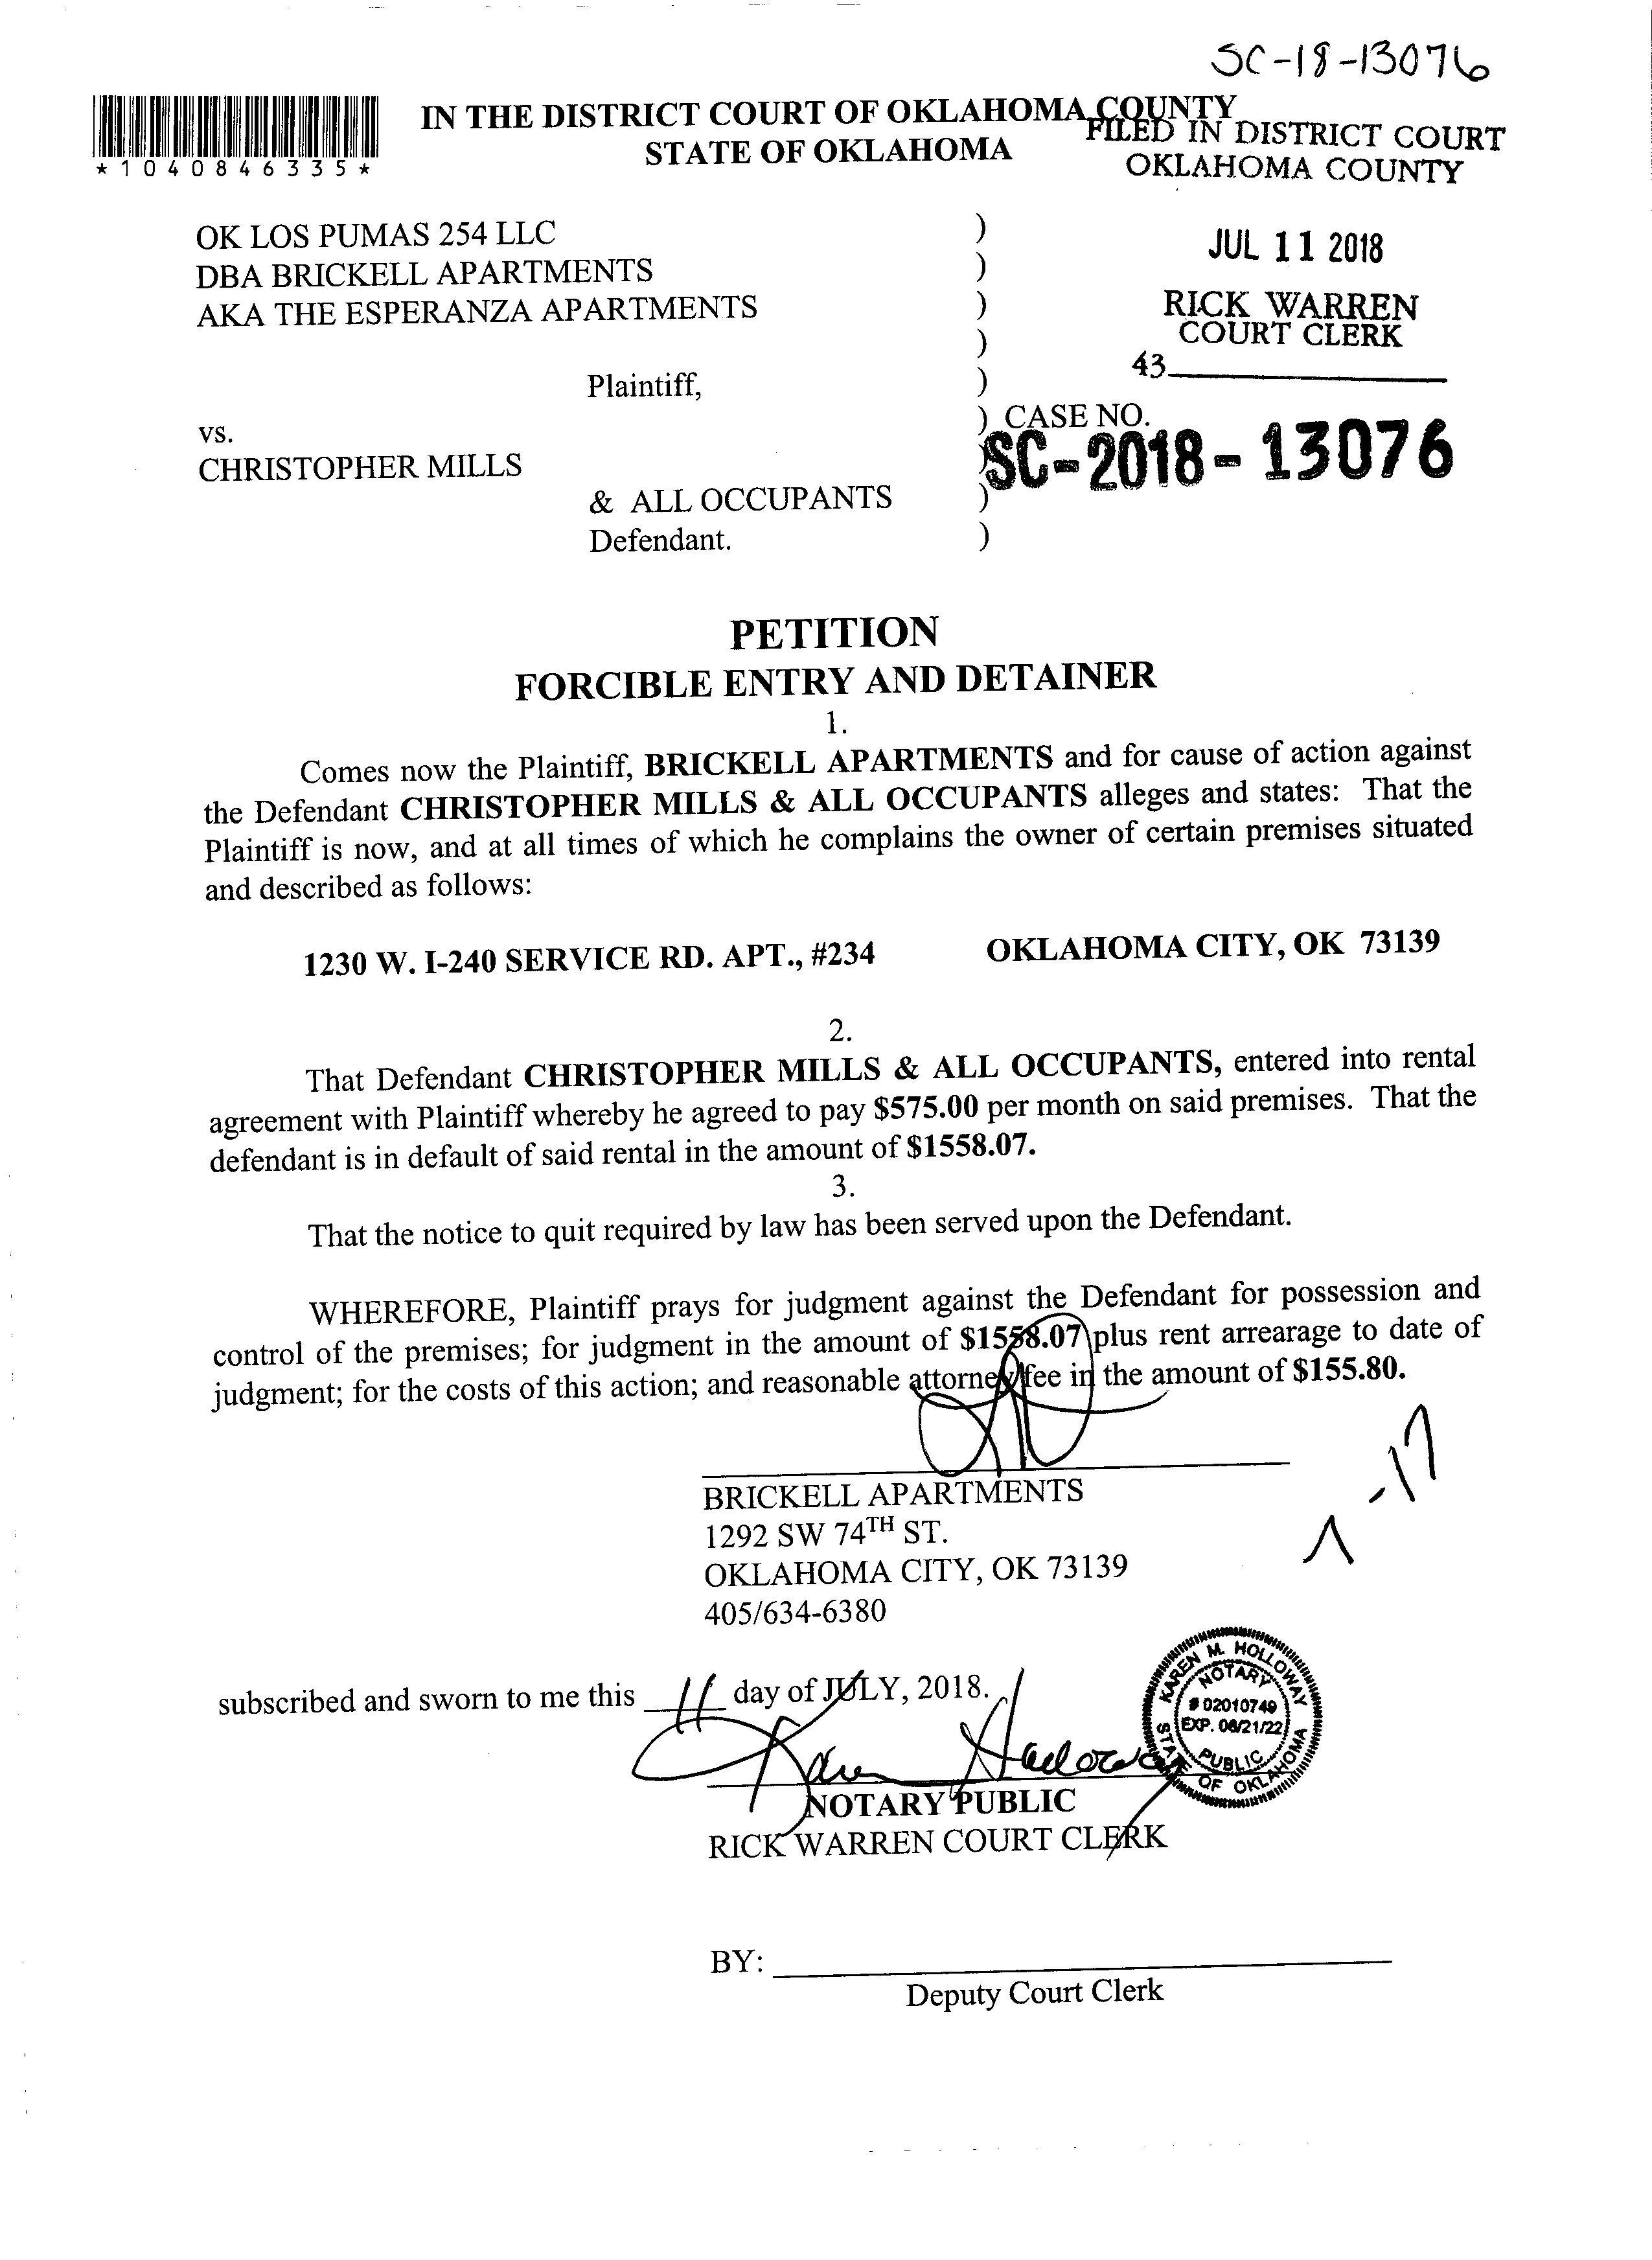 SC-18-13076
*1040846335*
IN THE DISTRICT COURT OF OKLAHOMA COUNTY
STATE OF OKLAHOMA
FILED IN DISTRICT COURT
OKLAHOMA COUNTY
JUL 11 2018
RICK WARREN
COURT CLERK
43
OK LOS PUMAS 254 LLC )
DBA BRICKELL APARTMENTS )
AKA THE ESPERANZA APARTMENTS )
)
Plaintiff, )
) CASE NO.
vs.
SC-2018-13076
CHRISTOPHER MILLS )
& ALL OCCUPANTS )
Defendant. )
PETITION
FORCIBLE ENTRY AND DETAINER
1.
Comes now the Plaintiff, BRICKELL APARTMENTS and for cause of action against
the Defendant CHRISTOPHER MILLS & ALL OCCUPANTS alleges and states: That the
Plaintiff is now, and at all times of which he complains the owner of certain premises situated
and described as follows:
1230 W. I-240 SERVICE RD. APT., #234 OKLAHOMA CITY, OK 73139
2.
That Defendant CHRISTOPHER MILLS & ALL OCCUPANTS, entered into rental
agreement with Plaintiff whereby he agreed to pay $575.00 per month on said premises. That the
defendant is in default of said rental in the amount of $1558.07.
3.
That the notice to quit required by law has been served upon the Defendant.
WHEREFORE, Plaintiff prays for judgment against the Defendant for possession and
control of the premises; for judgment in the amount of $1558.07 plus rent arrearage to date of
judgment; for the costs of this action; and reasonable attorney fee in the amount of $155.80.
BRICKELL APARTMENTS
1292 SW 74TH ST.
OKLAHOMA CITY, OK 73139
405/634-6380
subscribed and sworn to me this 11 day of JULY, 2018.
Karen Holloway
KAREN M. HOLLOWAY
NOTARY
# 02010749
EXP. 06/21/22
PUBLIC
STATE OF OKLAHOMA
NOTARY PUBLIC
RICK WARREN COURT CLERK
BY:
Deputy Court Clerk